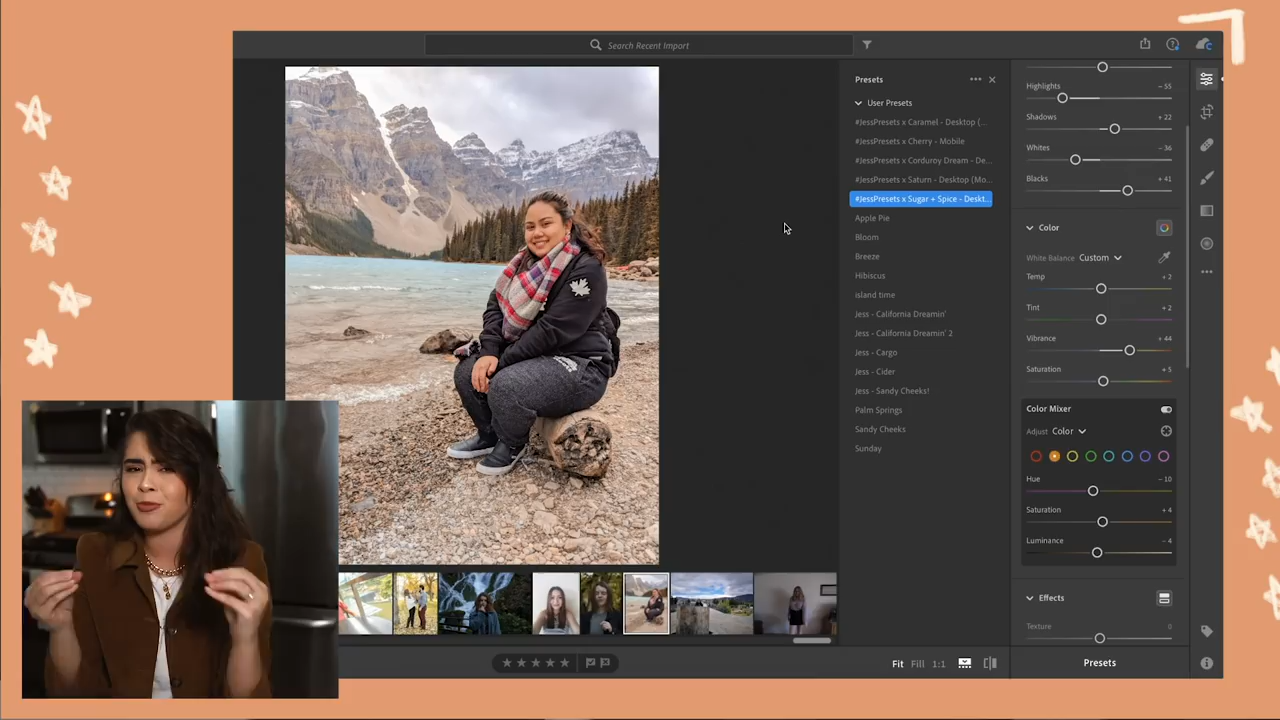 Search Recent Import
Presets
User Presets
#JessPresets x Caramel - Desktop (...
#JessPresets x Cherry - Mobile
#JessPresets x Corduroy Dream - De...
#JessPresets x Saturn - Desktop (Mo...
#JessPresets x Sugar + Spice - Deskt...
Apple Pie
Bloom
Breeze
Hibiscus
island time
Jess - California Dreamin'
Jess - California Dreamin' 2
Jess - Cargo
Jess - Cider
Jess - Sandy Cheeks!
Palm Springs
Sandy Cheeks
Sunday
Highlights - 55
Shadows + 22
Whites - 36
Blacks + 41
Color
White Balance Custom
Temp + 2
Tint + 2
Vibrance + 44
Saturation + 5
Color Mixer
Adjust Color
Hue - 10
Saturation + 4
Luminance - 4
Effects
Texture 0
Fit Fill 1:1
Presets